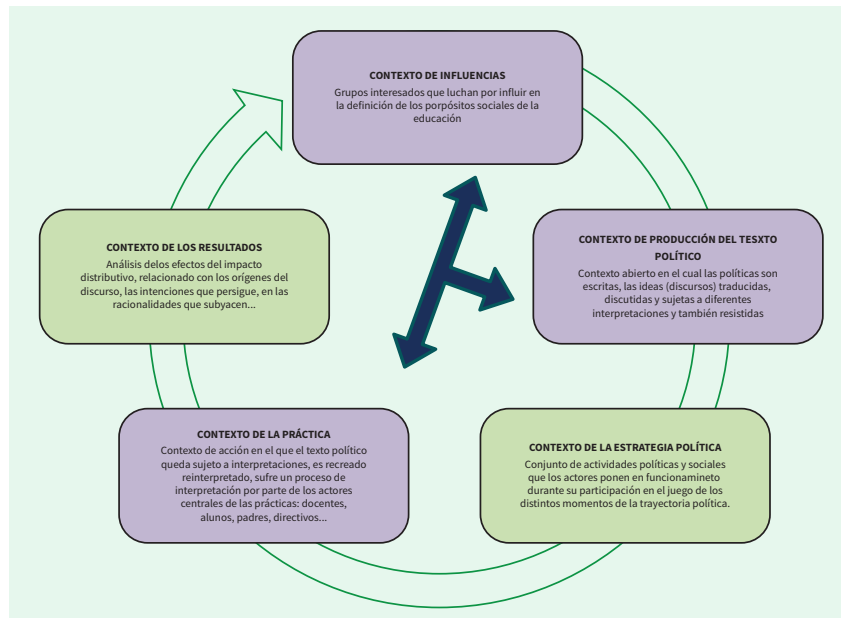 CONTEXTO DE INFLUENCIAS
Grupos interesados que luchan por influir en
la definición de los porpósitos sociales de la
educación
CONTEXTO DE PRODUCCIÓN DEL TESXTO
POLÍTICO
Contexto abierto en el cual las políticas son
escritas, las ideas (discursos) traducidas,
discutidas y sujetas a diferentes
interpretaciones y también resistidas
CONTEXTO DE LA ESTRATEGIA POLÍTICA
Conjunto de actividades políticas y sociales
que los actores ponen en funcionamineto
durante su participación en el juego de los
distintos momentos de la trayectoria política.
CONTEXTO DE LA PRÁCTICA
Contexto de acción en el que el texto político
queda sujeto a interpretaciones, es recreado
reinterpretado, sufre un proceso de
interpretación por parte de los actores
centrales de las prácticas: docentes,
alunos, padres, directivos...
CONTEXTO DE LOS RESULTADOS
Análisis delos efectos del impacto
distributivo, relacionado con los orígenes del
discurso, las intenciones que persigue, en las
racionalidades que subyacen...